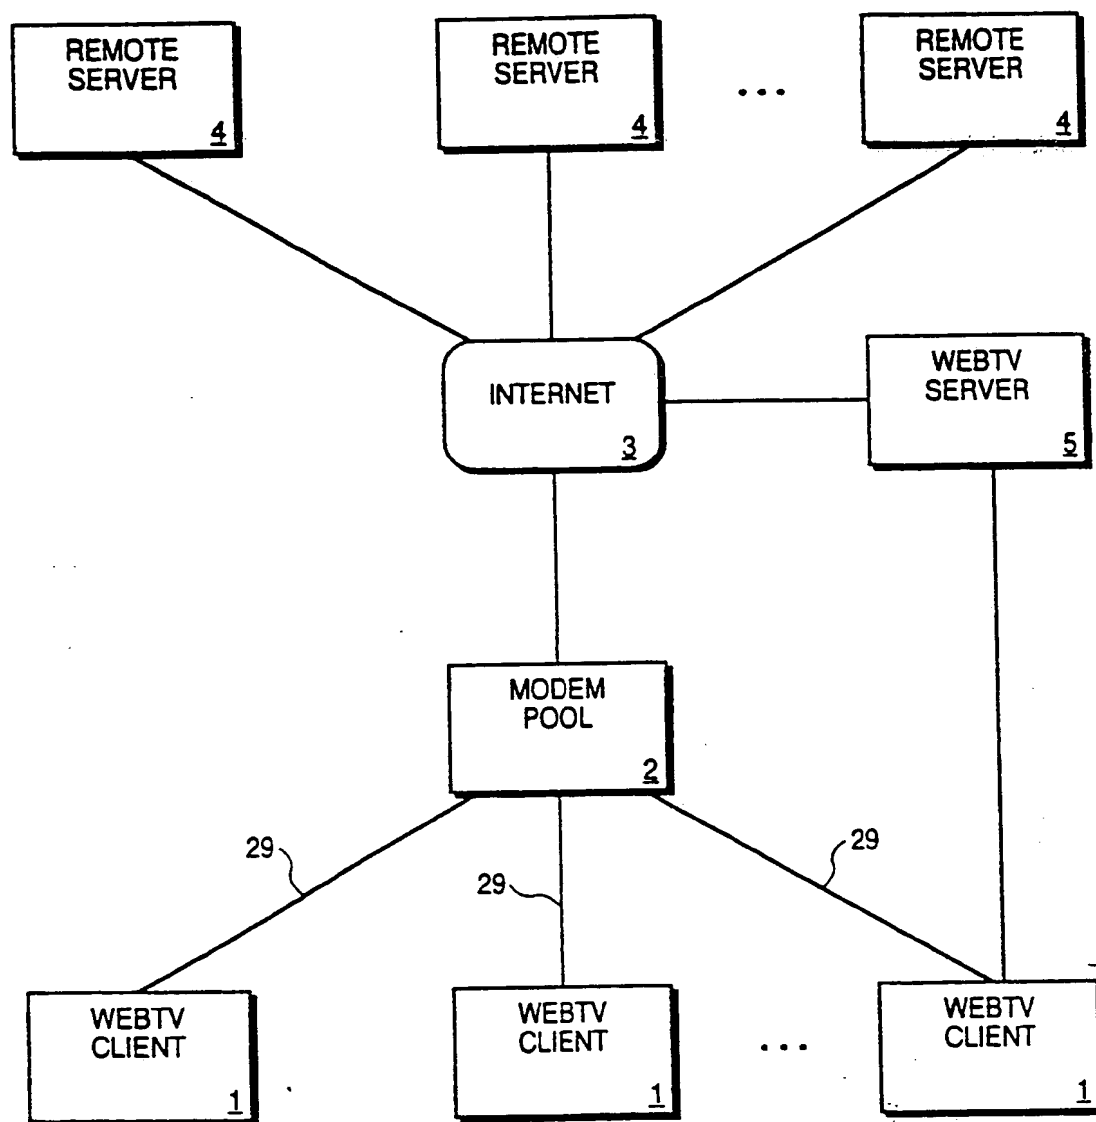 REMOTE
SERVER
4
REMOTE
SERVER
4
...
REMOTE
SERVER
4
INTERNET
3
WEBTV
SERVER
5
MODEM
POOL
2
29
29
29
WEBTV
CLIENT
1
WEBTV
CLIENT
1
...
WEBTV
CLIENT
1